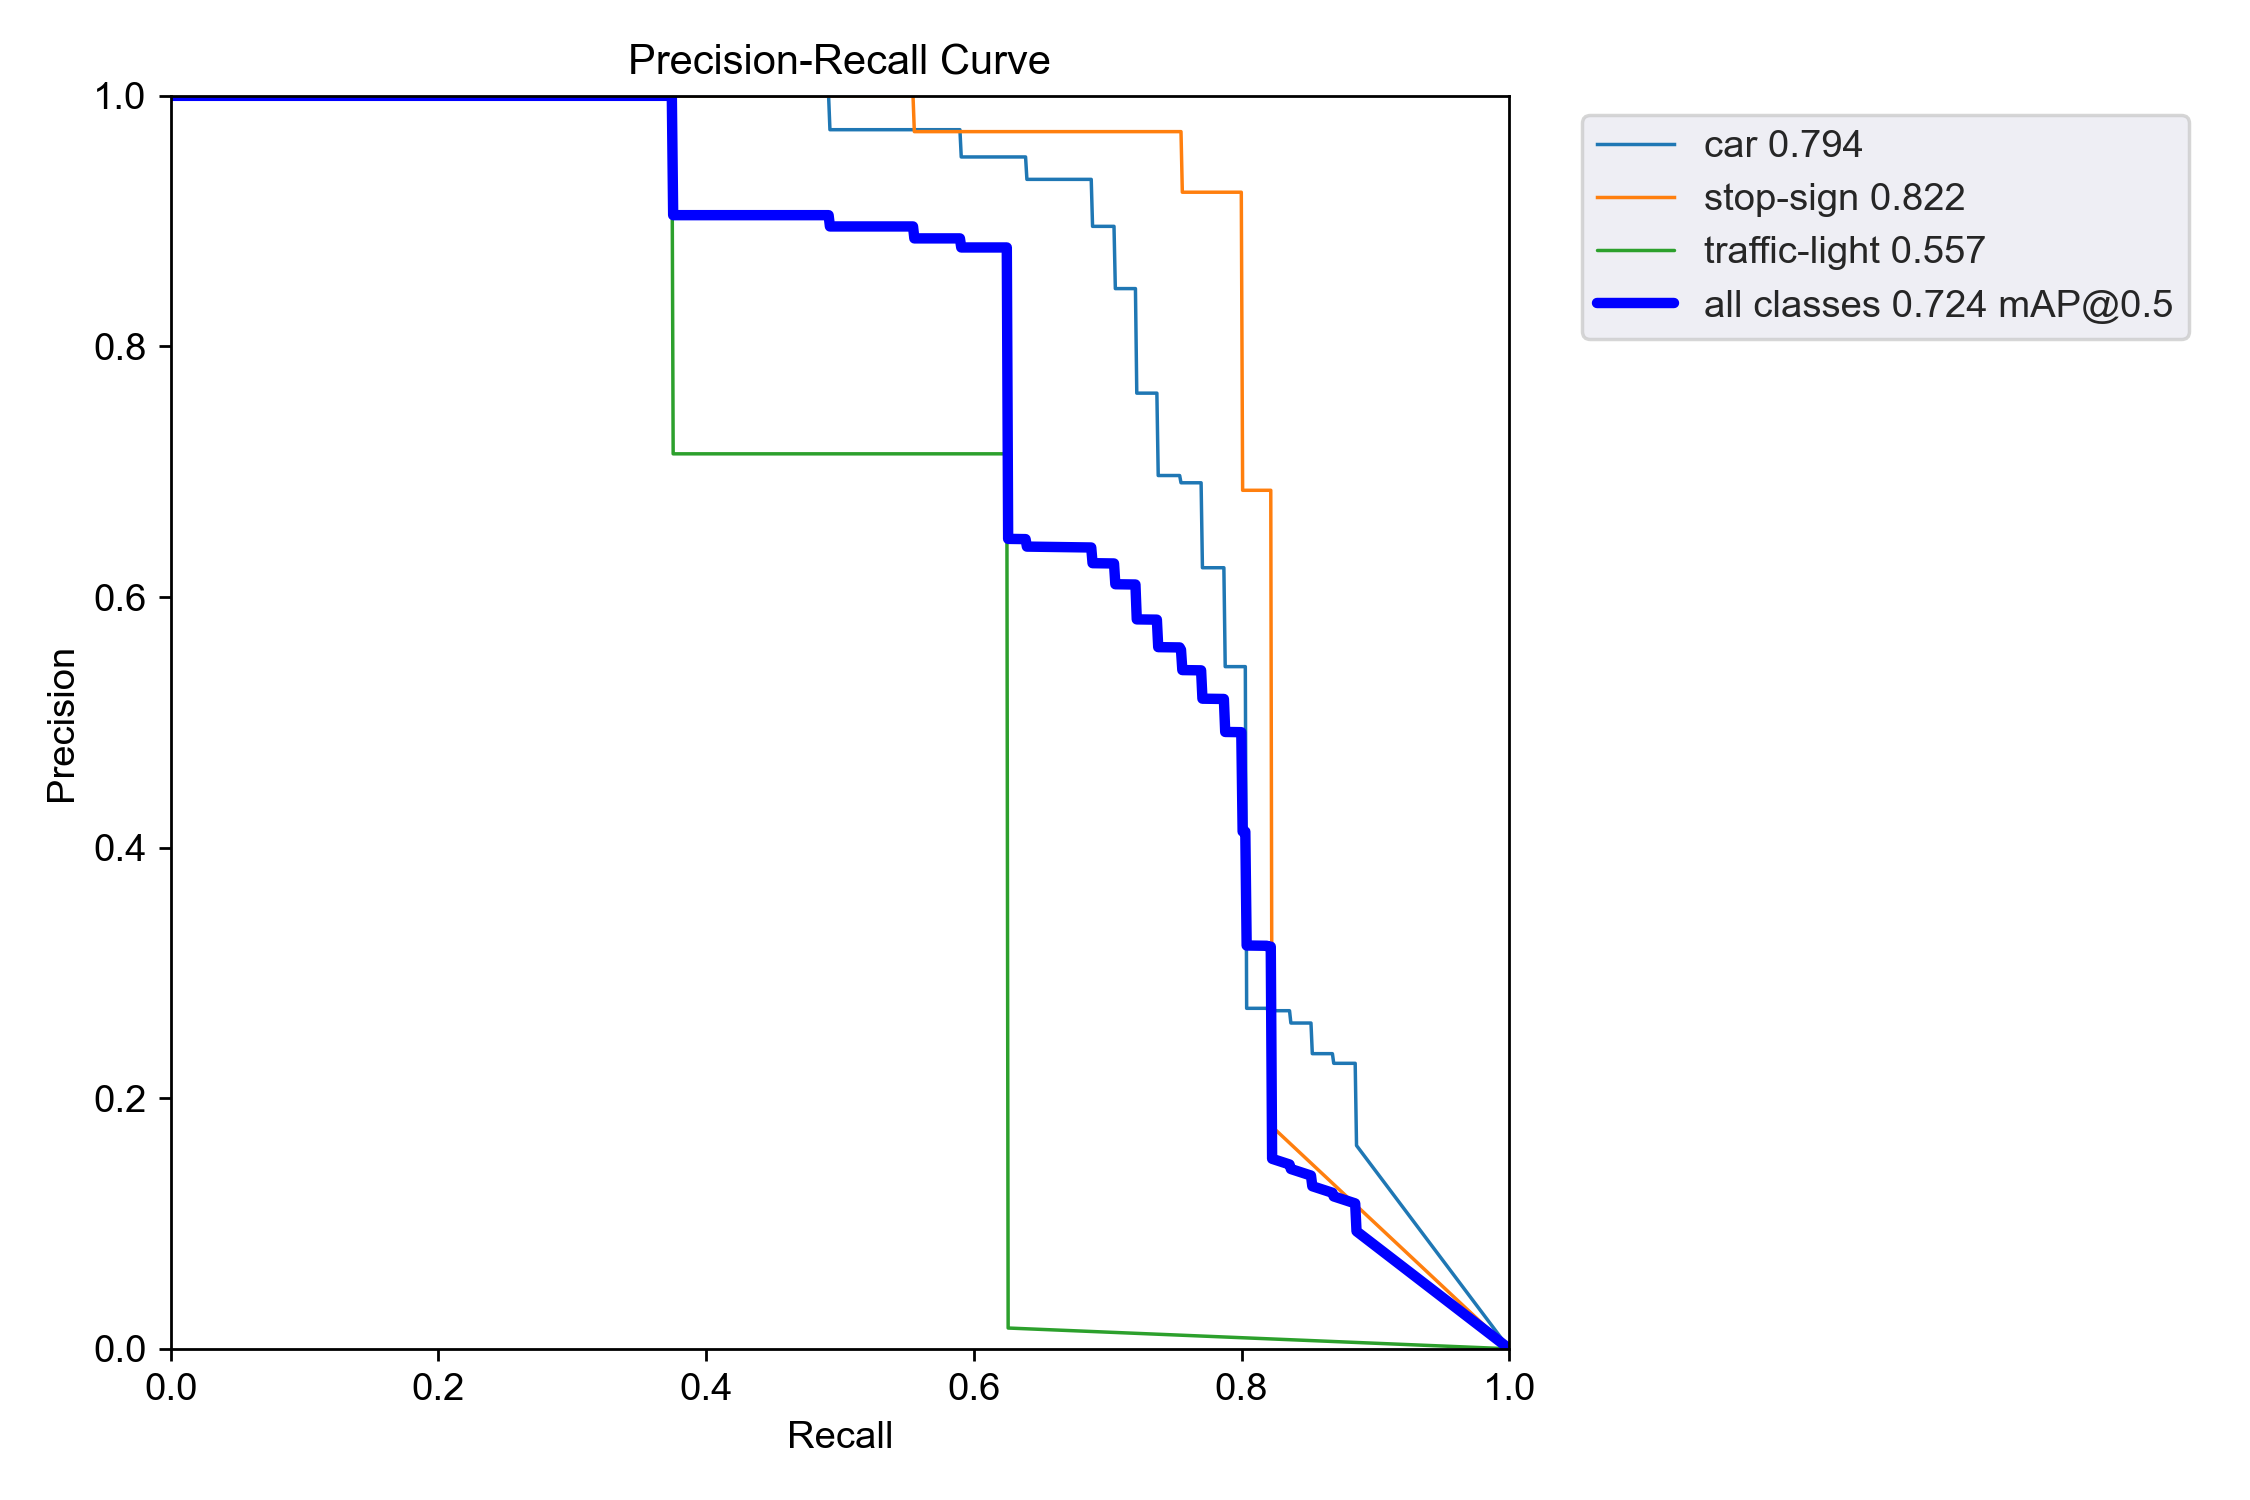 Precision-Recall Curve
1.0
0.8
0.6
0.4
0.2
0.0
Precision
0.0 0.2 0.4 0.6 0.8 1.0
Recall
car 0.794
stop-sign 0.822
traffic-light 0.557
all classes 0.724 mAP@0.5